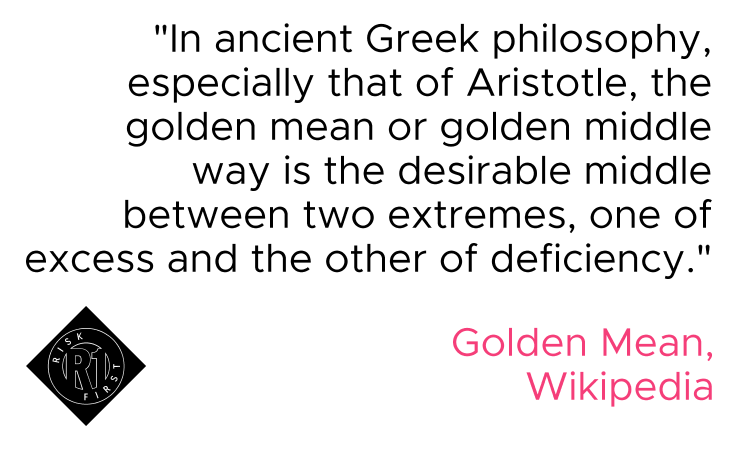 "In ancient Greek philosophy,
especially that of Aristotle, the
golden mean or golden middle
way is the desirable middle
between two extremes, one of
excess and the other of deficiency."
RISK
R1
FIRST
Golden Mean,
Wikipedia